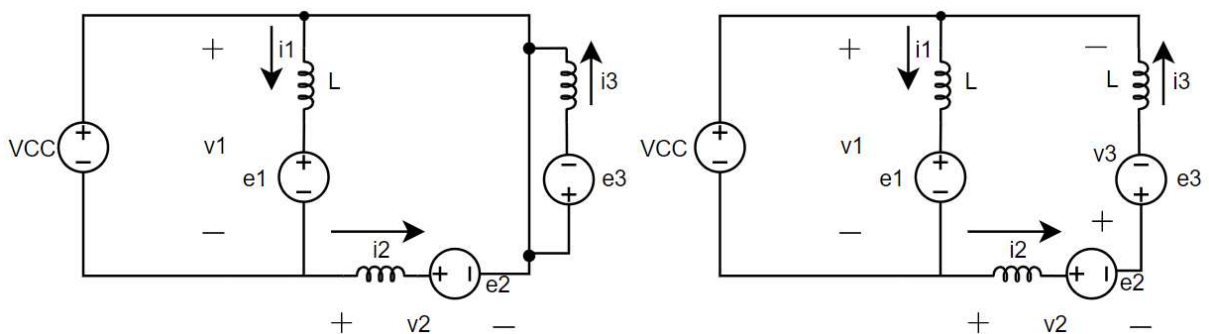 + i1 L i3
VCC + − v1 + − e1 − + e3
−
i2
+ − e2
+ v2 −
+ i1 L − L i3
VCC + − v1 + − e1 v3 − + e3
− +
i2
+ − e2
+ v2 −